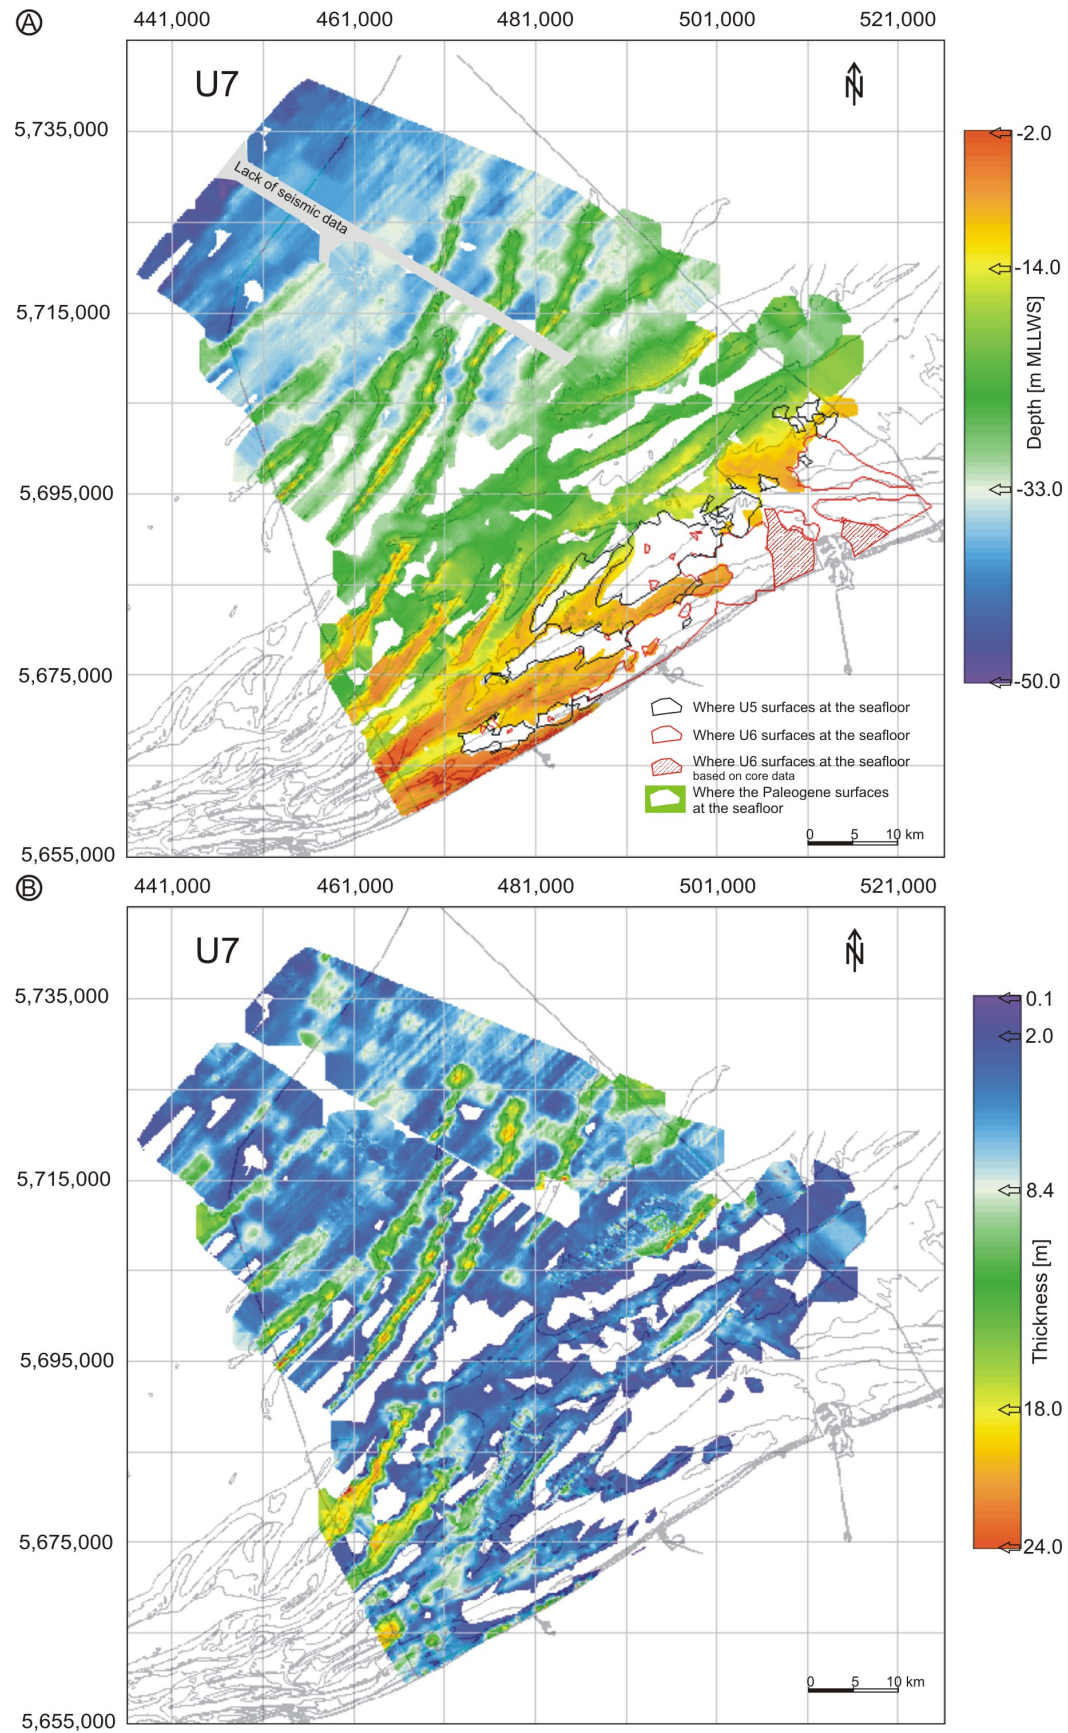 A
441,000 461,000 481,000 501,000 521,000
U7
N
5,735,000
5,715,000
5,695,000
5,675,000
5,655,000
Lack of seismic data
-2.0
-14.0
-33.0
-50.0
Depth [m MLLWS]
Where U5 surfaces at the seafloor
Where U6 surfaces at the seafloor
Where U6 surfaces at the seafloor
based on core data
Where the Paleogene surfaces
at the seafloor
0 5 10 km
B
441,000 461,000 481,000 501,000 521,000
U7
N
5,735,000
5,715,000
5,695,000
5,675,000
5,655,000
0.1
2.0
8.4
18.0
24.0
Thickness [m]
0 5 10 km